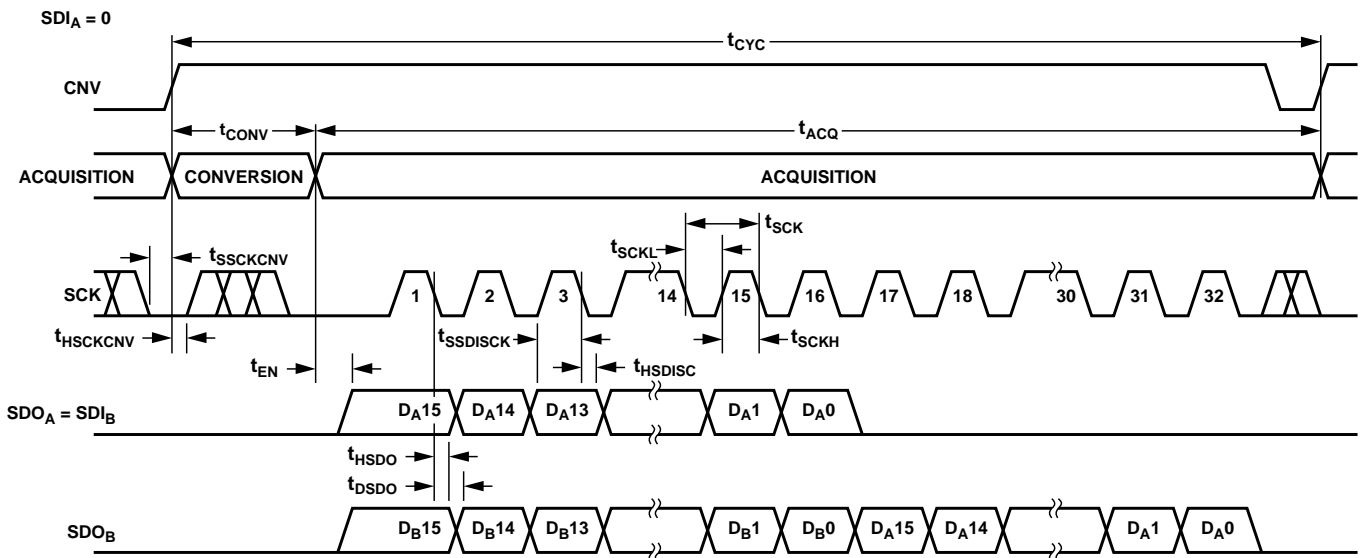 SDIA = 0
tCYC
CNV
tCONV
tACQ
ACQUISITION
CONVERSION
ACQUISITION
tSCK
tSSCKCNV
tSCKL
SCK
1
2
3
14
15
16
17
18
30
31
32
tHSCKCNV
tSSDISCK
tSCKH
tEN
tHSDISC
SDOA = SDIB
DA15
DA14
DA13
DA1
DA0
tHSDO
tDSDO
SDOB
DB15
DB14
DB13
DB1
DB0
DA15
DA14
DA1
DA0